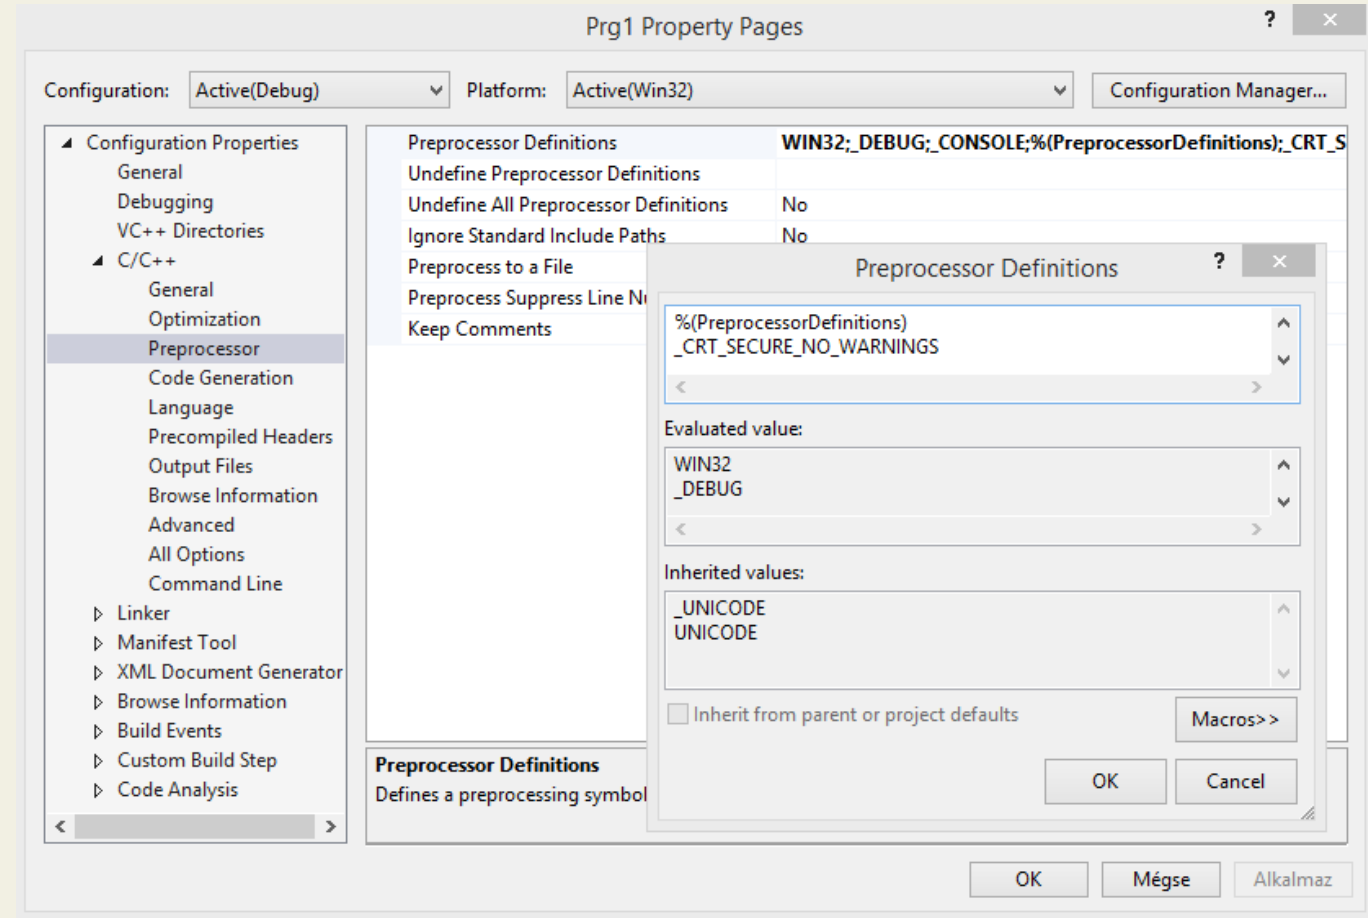 Prg1 Property Pages
?
Configuration: Active(Debug) Platform: Active(Win32) Configuration Manager...
Configuration Properties
General
Debugging
VC++ Directories
C/C++
General
Optimization
Preprocessor
Code Generation
Language
Precompiled Headers
Output Files
Browse Information
Advanced
All Options
Command Line
Linker
Manifest Tool
XML Document Generator
Browse Information
Build Events
Custom Build Step
Code Analysis
Preprocessor Definitions WIN32;_DEBUG;_CONSOLE;%(PreprocessorDefinitions);_CRT_S
Undefine Preprocessor Definitions
Undefine All Preprocessor Definitions No
Ignore Standard Include Paths No
Preprocess to a File
Preprocess Suppress Line Nu
Keep Comments
Preprocessor Definitions
Defines a preprocessing symbol
Preprocessor Definitions
?
%(PreprocessorDefinitions)
_CRT_SECURE_NO_WARNINGS
Evaluated value:
WIN32
_DEBUG
Inherited values:
_UNICODE
UNICODE
Inherit from parent or project defaults
Macros>>
OK Cancel
OK Mégse Alkalmaz